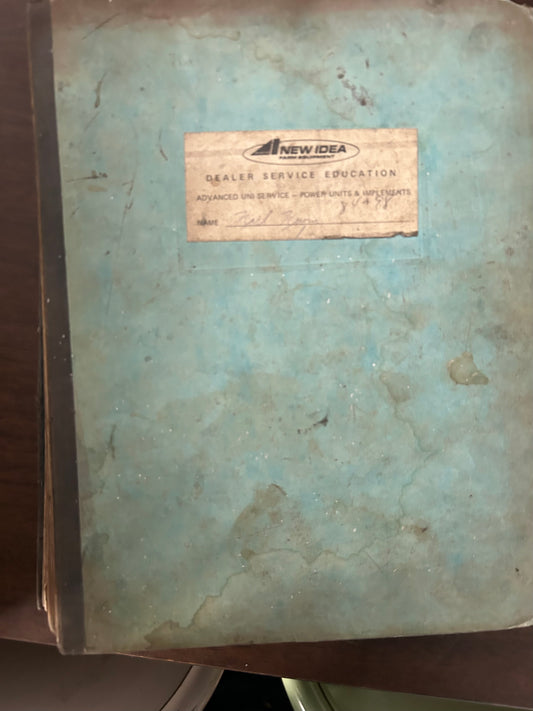 NEW IDEA
FARM EQUIPMENT
DEALER SERVICE EDUCATION
ADVANCED UNI SERVICE — POWER UNITS & IMPLEMENTS
NAME